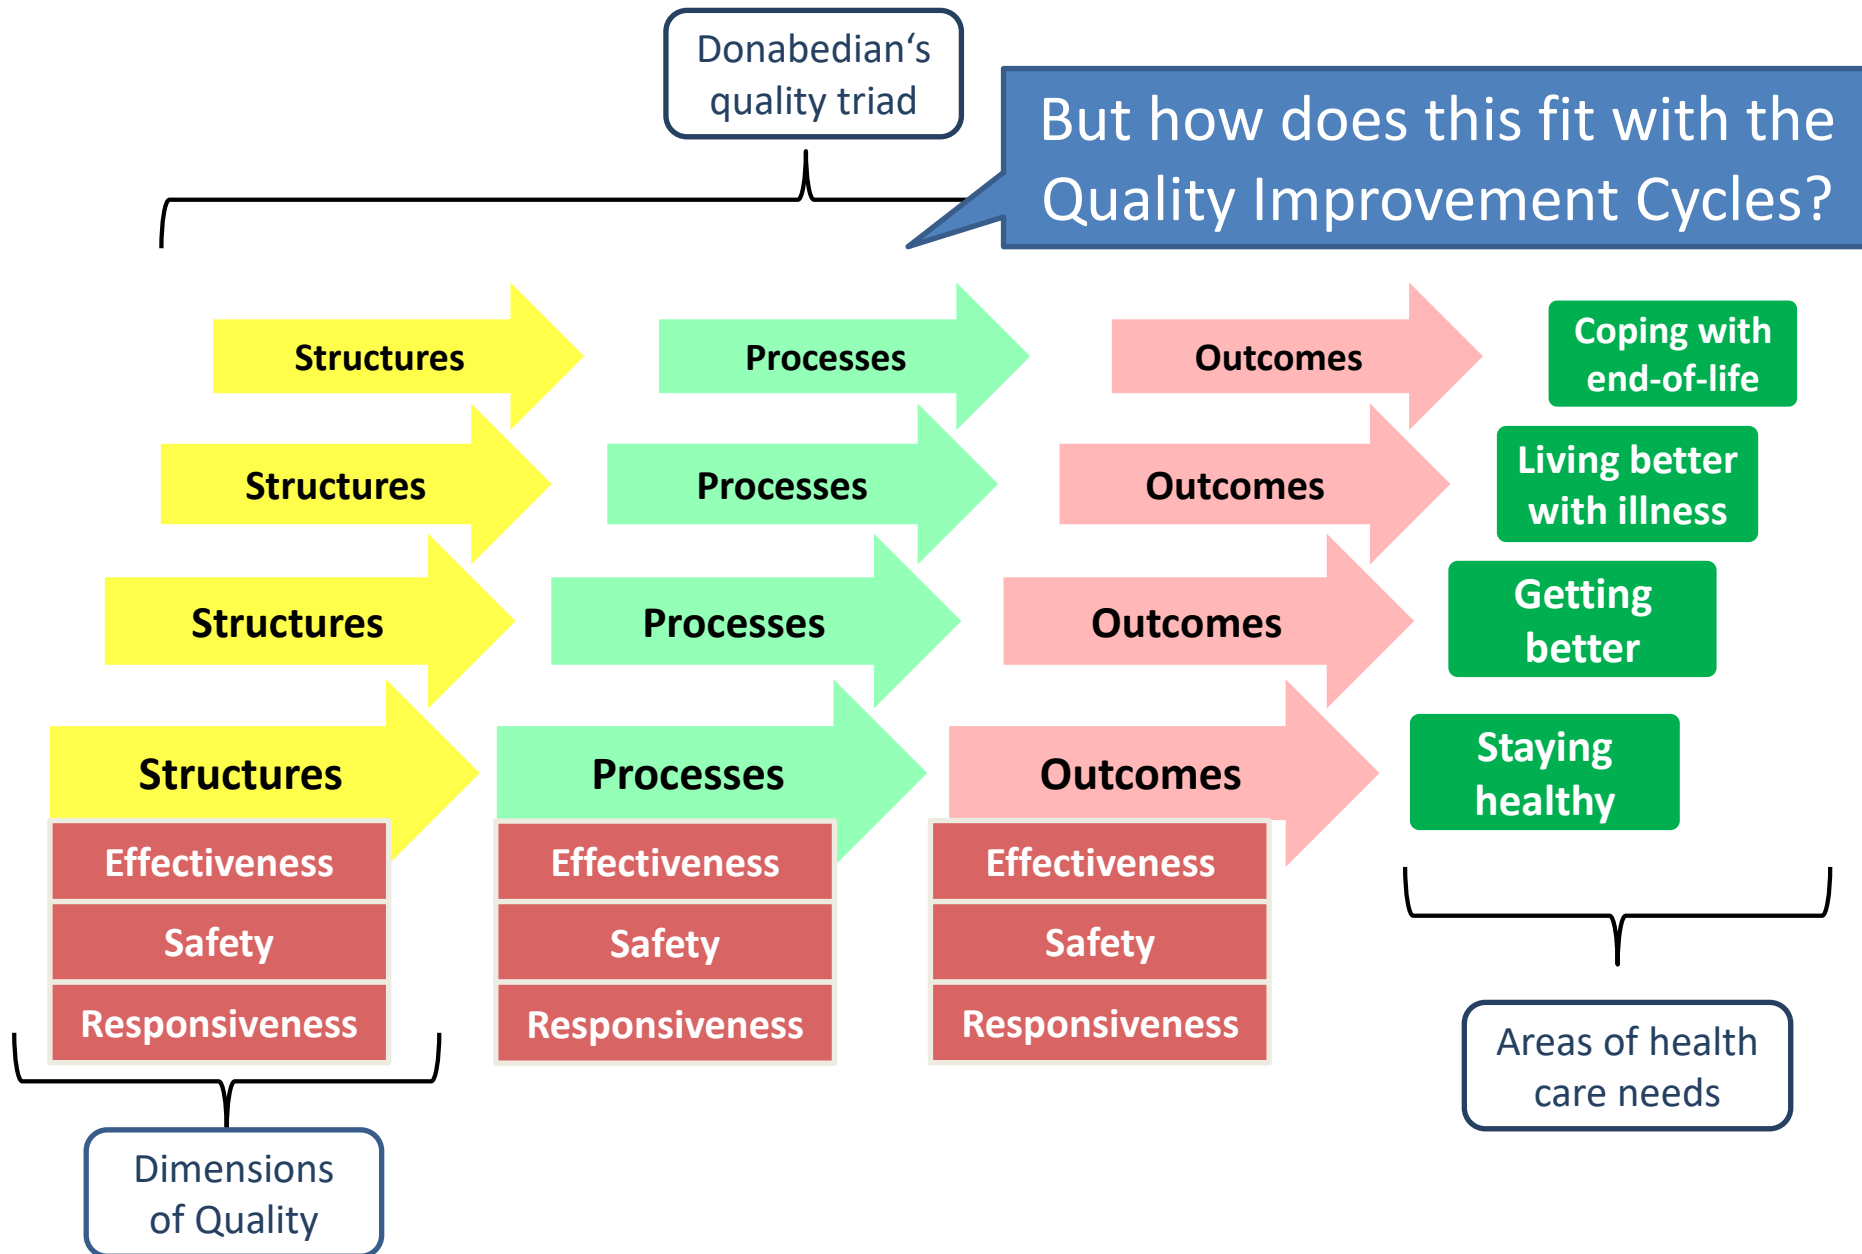 Donabedian‘s
quality triad
But how does this fit with the
Quality Improvement Cycles?
Structures
Processes
Outcomes
Coping with
end-of-life
Structures
Processes
Outcomes
Living better
with illness
Structures
Processes
Outcomes
Getting
better
Structures
Processes
Outcomes
Staying
healthy
Effectiveness
Safety
Responsiveness
Effectiveness
Safety
Responsiveness
Effectiveness
Safety
Responsiveness
Dimensions
of Quality
Areas of health
care needs